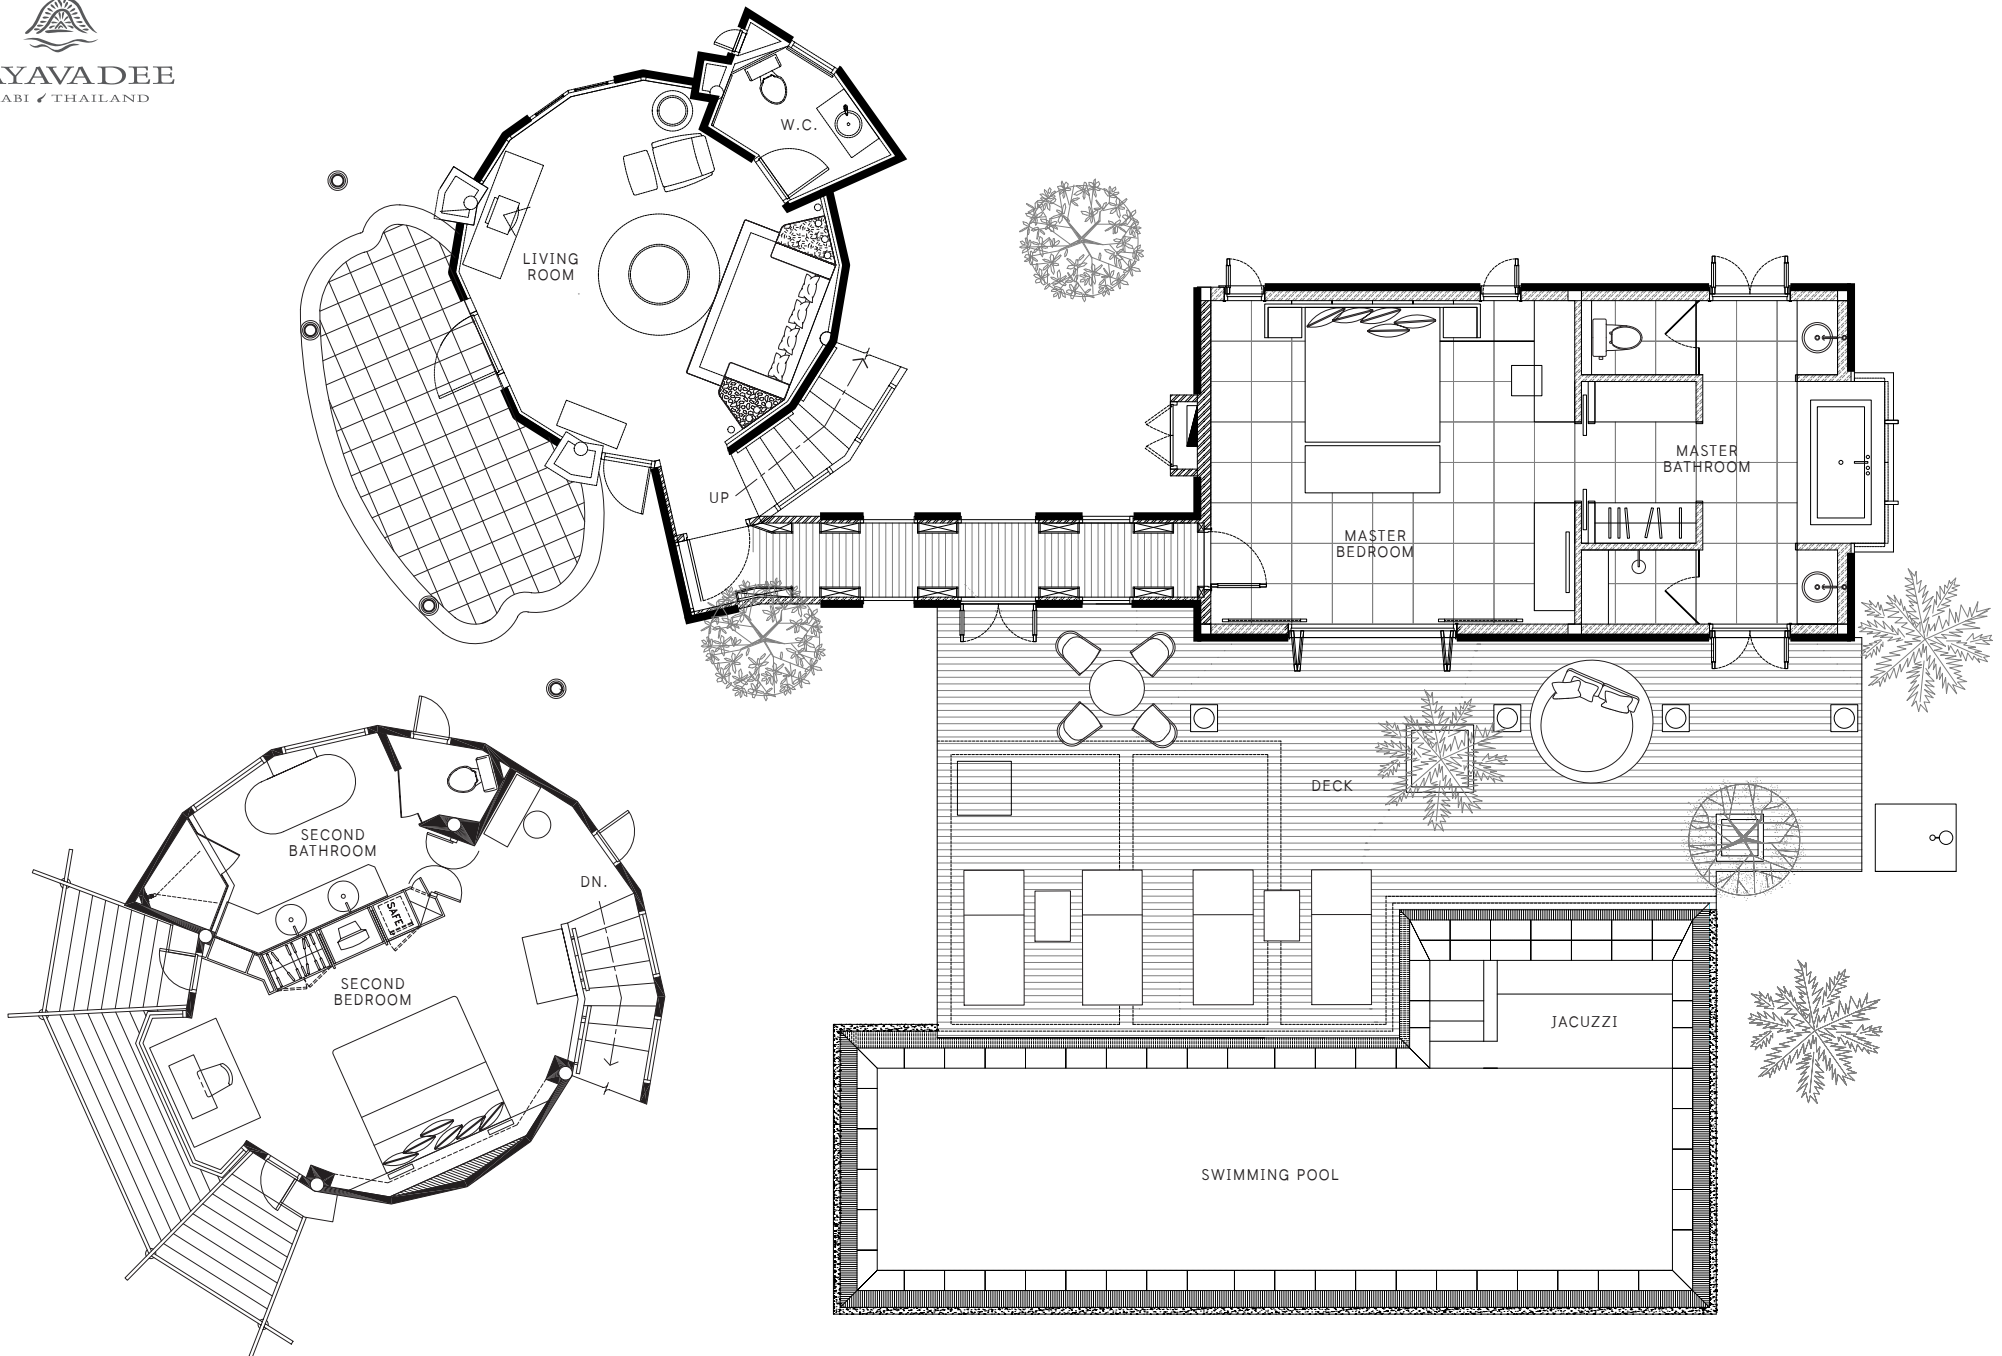 AYAVADEE
ABI THAILAND
W.C.
LIVING
ROOM
UP
MASTER
BATHROOM
MASTER
BEDROOM
DECK
SECOND
BATHROOM
DN.
SAFE
SECOND
BEDROOM
JACUZZI
SWIMMING POOL